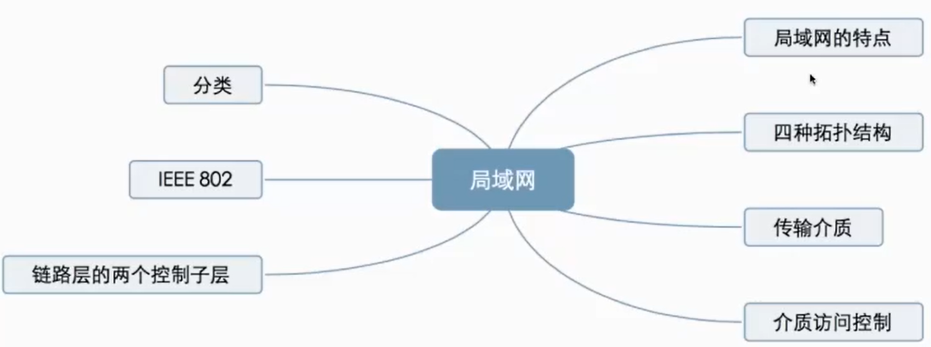 局域网的特点
分类
四种拓扑结构
IEEE 802
局域网
传输介质
链路层的两个控制子层
介质访问控制